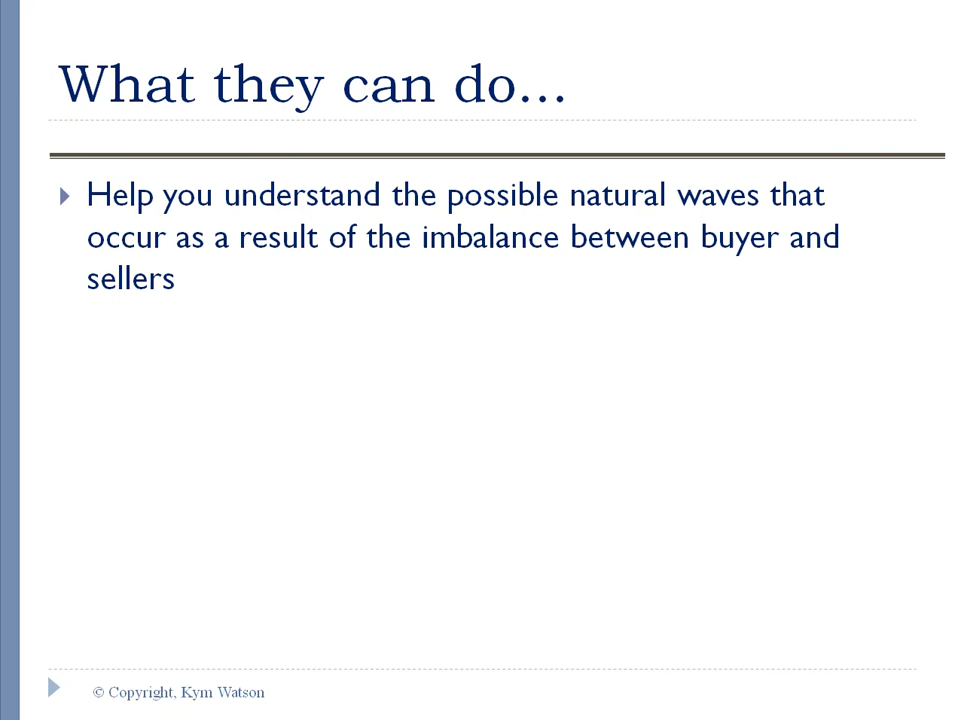 What they can do…
Help you understand the possible natural waves that
occur as a result of the imbalance between buyer and
sellers
© Copyright, Kym Watson